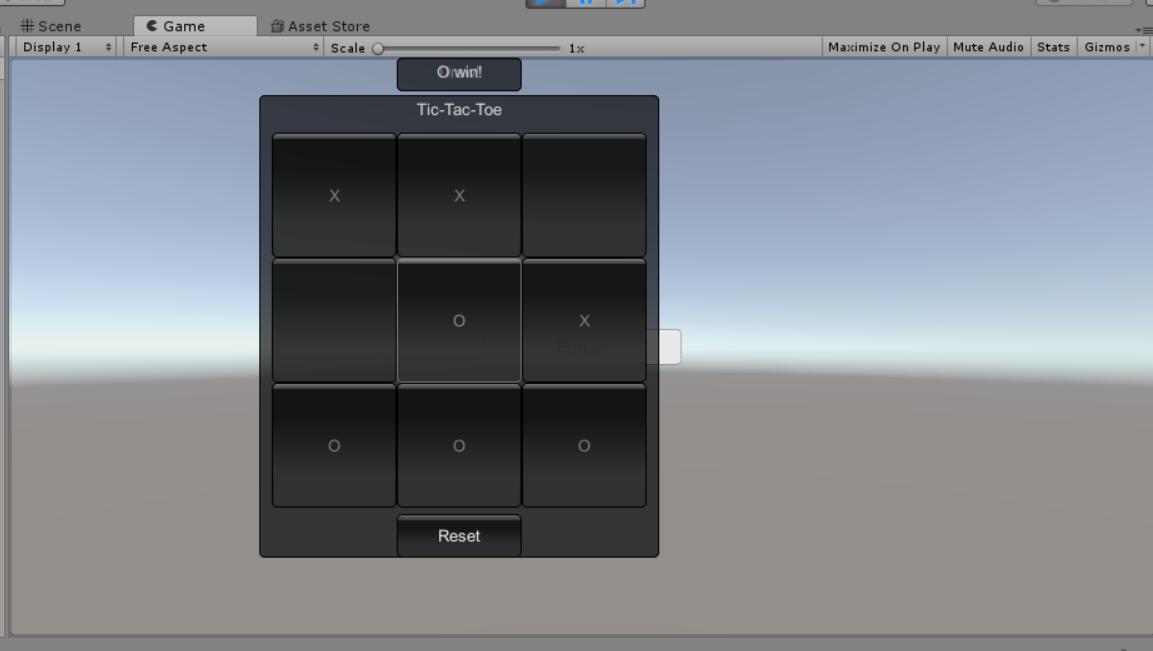 Scene Game Asset Store
Display 1 Free Aspect Scale 1x Maximize On Play Mute Audio Stats Gizmos
O win!
Tic-Tac-Toe
X X
O X
O O O
Reset